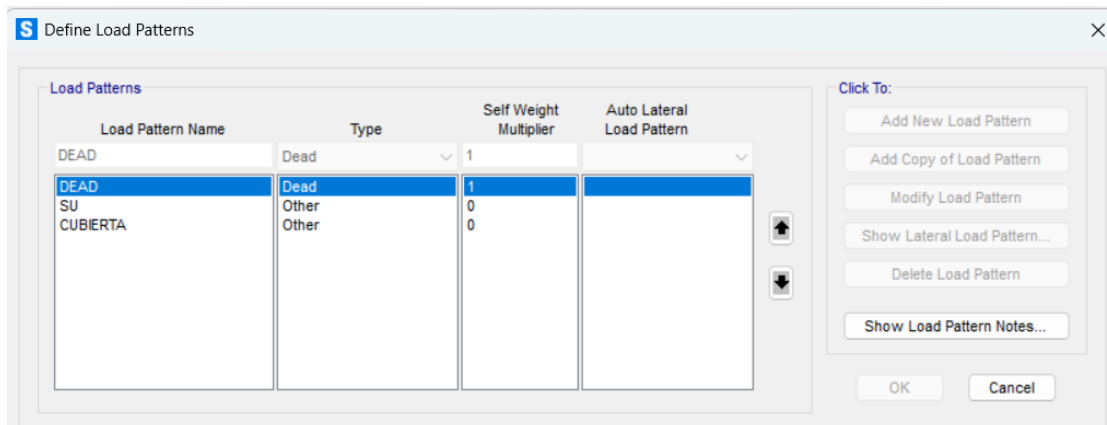 S Define Load Patterns
Load Patterns
Click To:
Load Pattern Name Type Self Weight Multiplier Auto Lateral Load Pattern
DEAD Dead 1
DEAD Dead 1
SU Other 0
CUBIERTA Other 0
Add New Load Pattern
Add Copy of Load Pattern
Modify Load Pattern
Show Lateral Load Pattern...
Delete Load Pattern
Show Load Pattern Notes...
OK Cancel